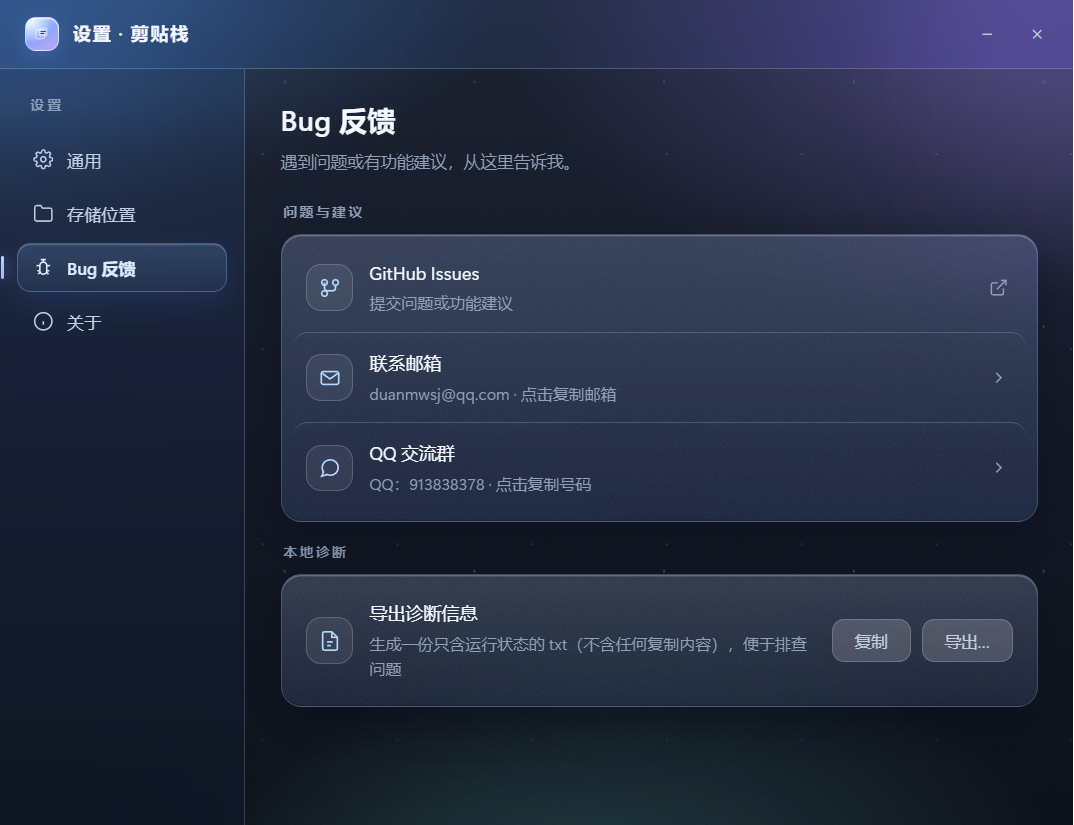 设置 · 剪贴栈
设置
通用
存储位置
Bug 反馈
关于
Bug 反馈
遇到问题或有功能建议，从这里告诉我。
问题与建议
GitHub Issues
提交问题或功能建议
联系邮箱
duanmwsj@qq.com · 点击复制邮箱
QQ 交流群
QQ：913838378 · 点击复制号码
本地诊断
导出诊断信息
生成一份只含运行状态的 txt（不含任何复制内容），便于排查
问题
复制
导出...